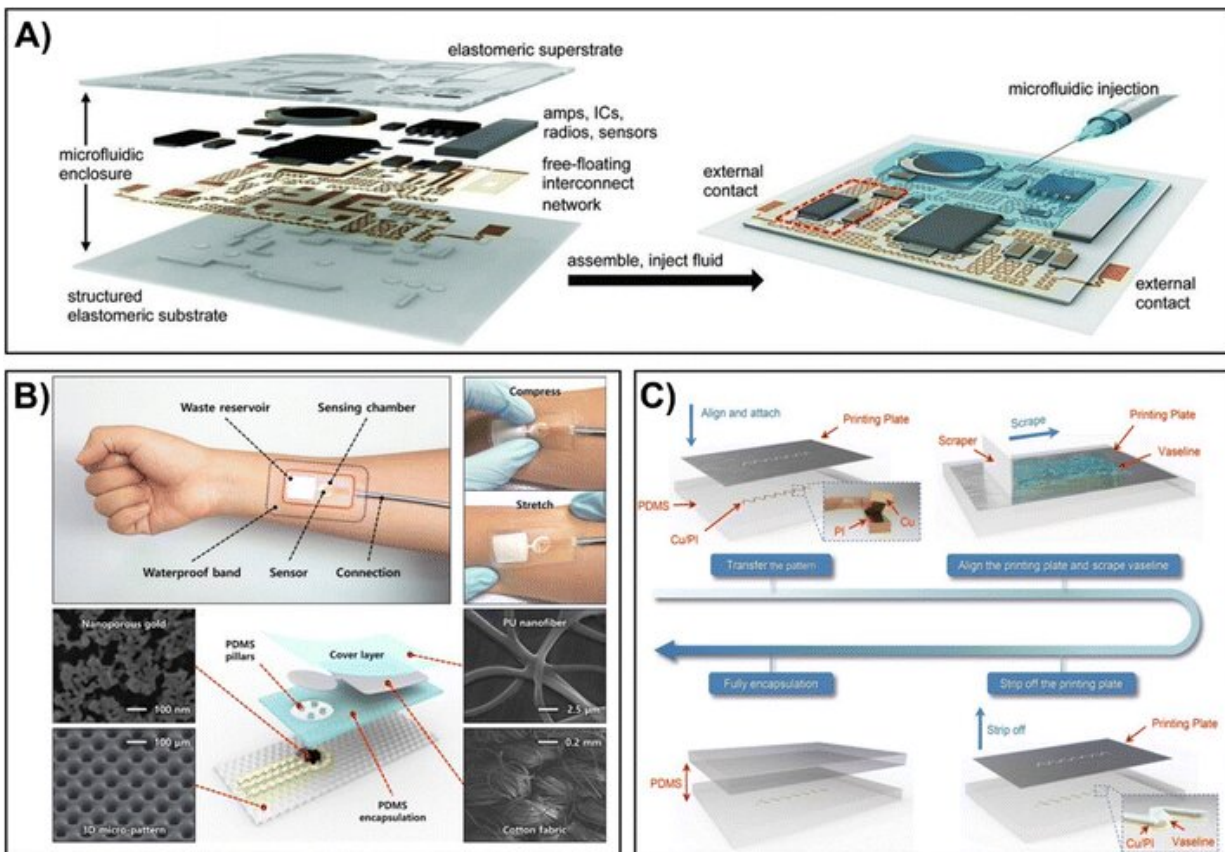 A)
elastomeric superstrate
microfluidic
enclosure
amps, ICs,
radios, sensors
free-floating
interconnect
network
structured
elastomeric substrate
assemble, inject fluid
microfluidic injection
external
contact
external
contact
B)
Waste reservoir
Sensing chamber
Waterproof band
Sensor
Connection
Compress
Stretch
Nanoporous gold
100 nm
PDMS
pillars
Cover layer
PU nanofiber
2.5 μm
100 μm
3D micro-pattern
PDMS
encapsulation
0.2 mm
Cotton fabric
C)
Align and attach
Printing Plate
PDMS
Cu/PI
PI
Cu
Scraper
Scrape
Printing
Plate
Vaseline
Transfer the pattern
Align the printing plate and scrape vaseline
Fully encapsulation
Strip off the printing plate
PDMS
Strip off
Printing
Plate
Cu/PI
Vaseline